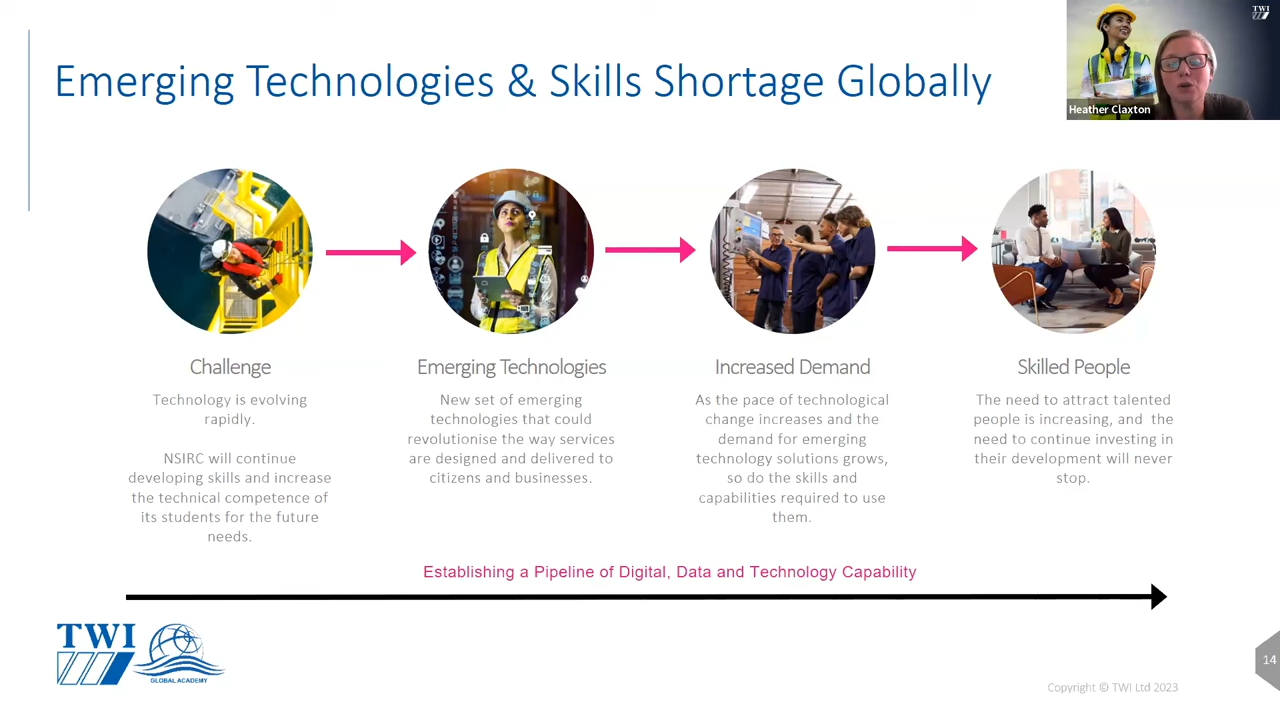 TWI
Heather Claxton
Emerging Technologies & Skills Shortage Globally
Challenge
Technology is evolving
rapidly.
NSIRC will continue
developing skills and increase
the technical competence of
its students for the future
needs.
Emerging Technologies
New set of emerging
technologies that could
revolutionise the way services
are designed and delivered to
citizens and businesses.
Increased Demand
As the pace of technological
change increases and the
demand for emerging
technology solutions grows,
so do the skills and
capabilities required to use
them.
Skilled People
The need to attract talented
people is increasing, and the
need to continue investing in
their development will never
stop.
Establishing a Pipeline of Digital, Data and Technology Capability
TWI
GLOBAL ACADEMY
14
Copyright © TWI Ltd 2023